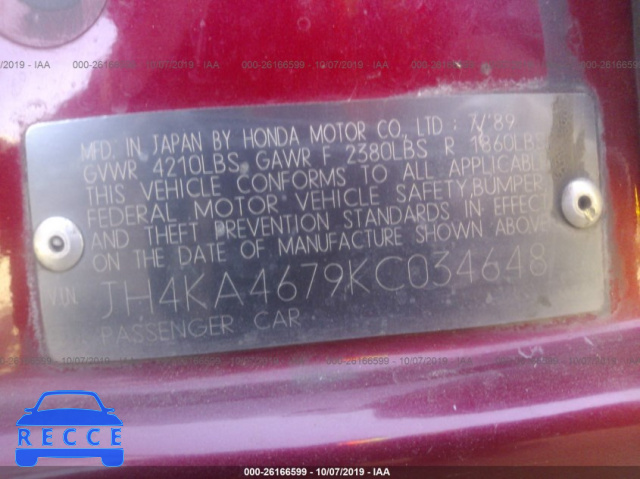 000-26166599 - 10/07/2019 - IAA
MFD. IN JAPAN BY HONDA MOTOR CO., LTD : 7/'89
GVWR 4210LBS GAWR F 2380LBS R 1860LBS
THIS VEHICLE CONFORMS TO ALL APPLICABLE
FEDERAL MOTOR VEHICLE SAFETY,BUMPER,
AND THEFT PREVENTION STANDARDS IN EFFECT
ON THE DATE OF MANUFACTURE SHOWN ABOVE.
VIN. JH4KA4679KC034648
PASSENGER CAR
000-26166599 - 10/07/2019 - IAA
RECCE
000-26166599 - 10/07/2019 - IAA